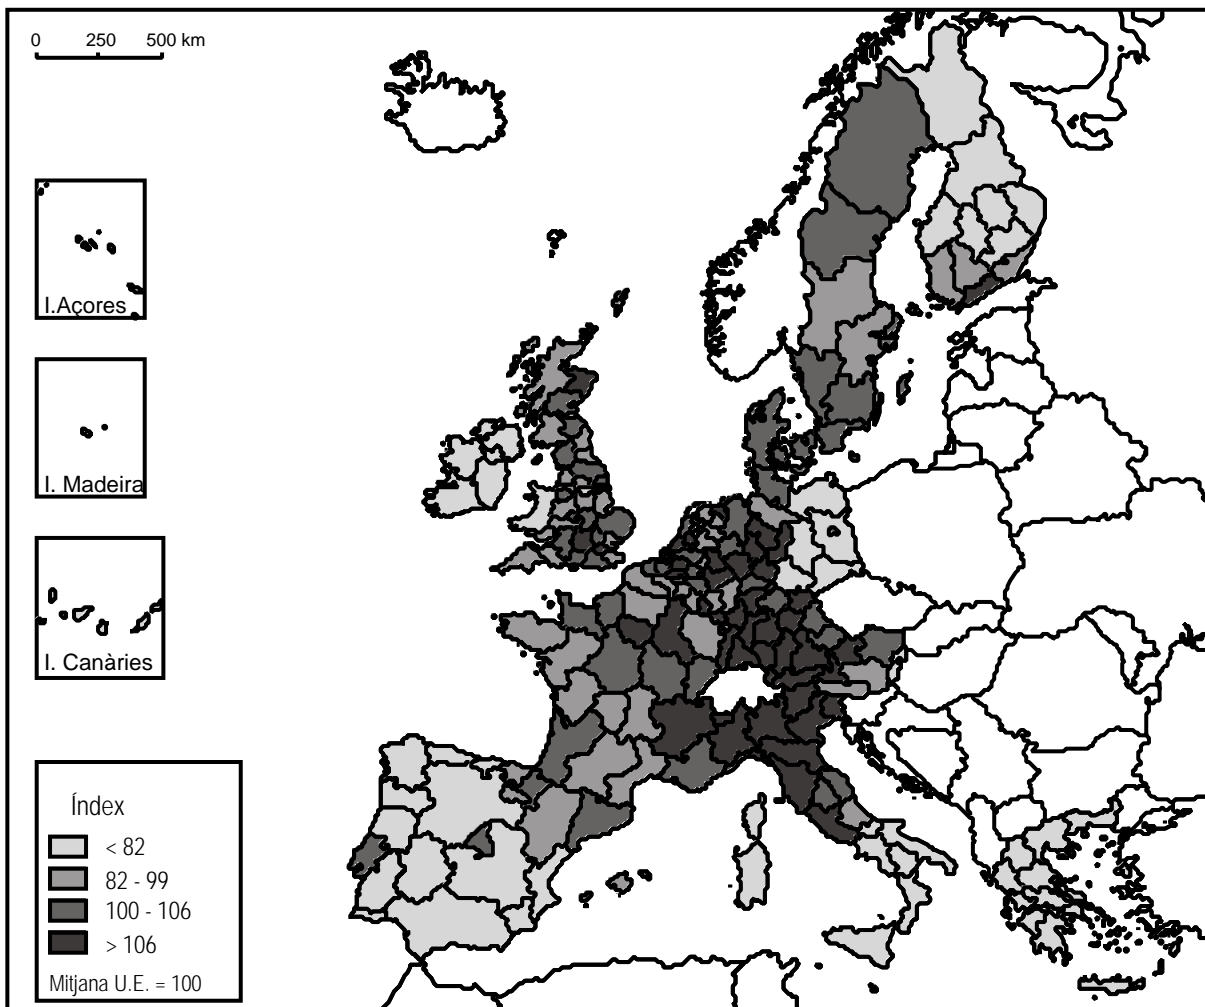 0 250 500 km
I.Açores
I. Madeira
I. Canàries
Índex
< 82
82 - 99
100 - 106
> 106
Mitjana U.E. = 100